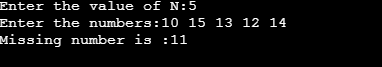 Enter the value of N:5
Enter the numbers:10 15 13 12 14
Missing number is :11